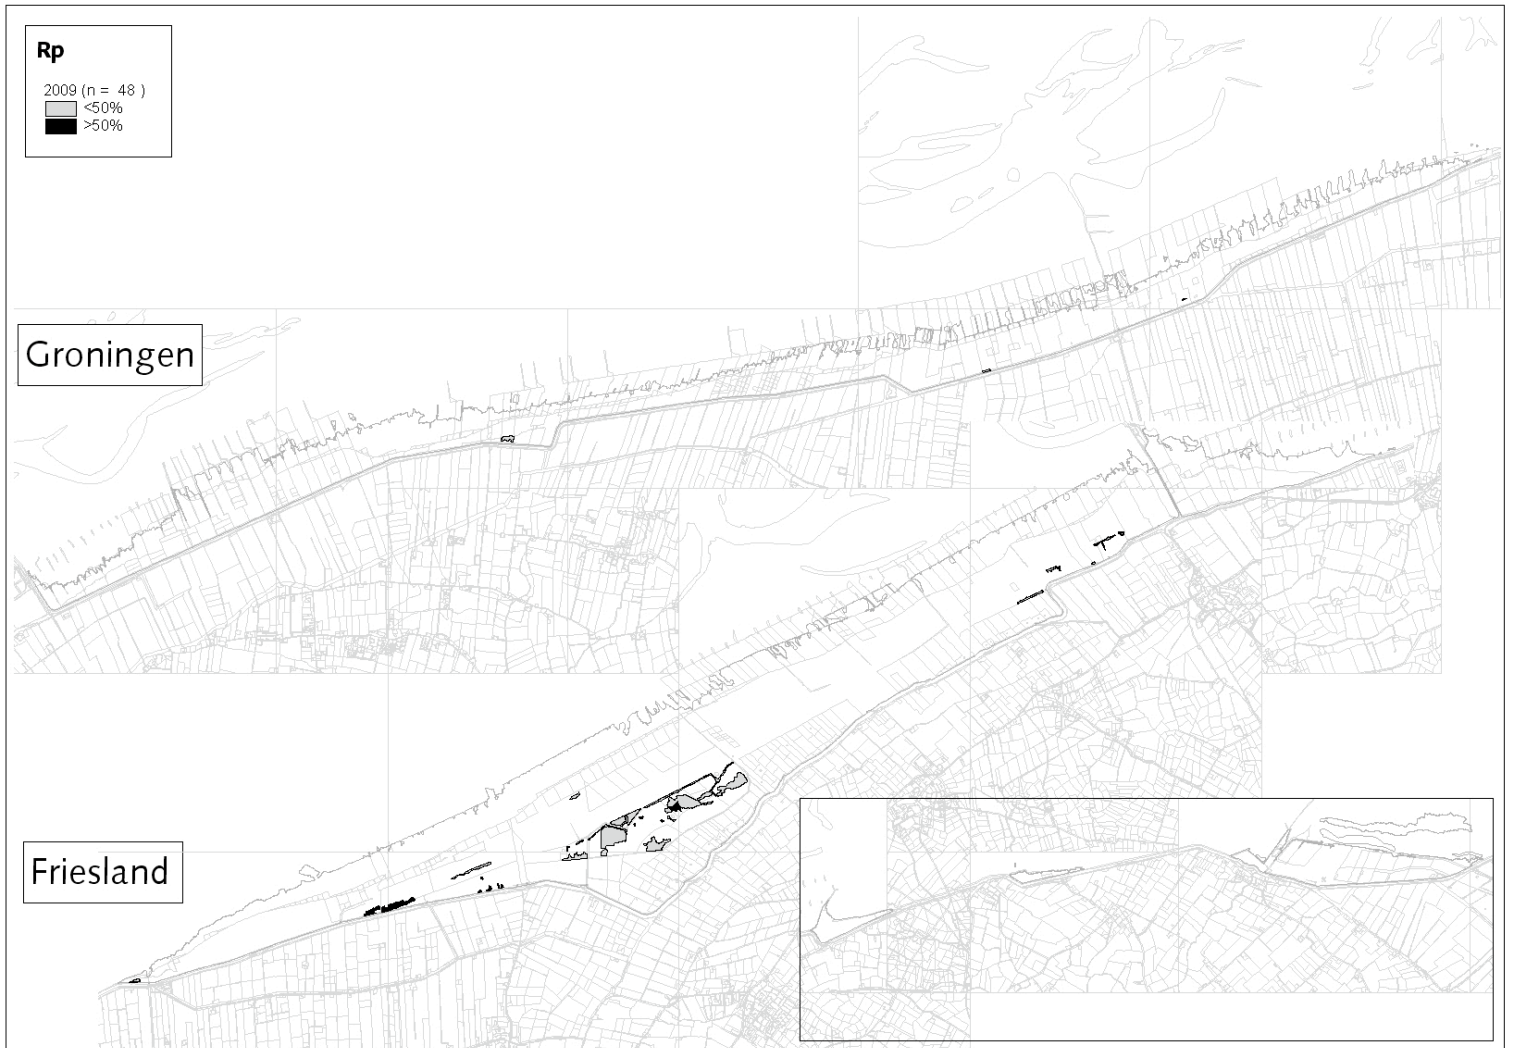 Rp
2009 (n = 48 )
<50%
>50%
Groningen
Friesland